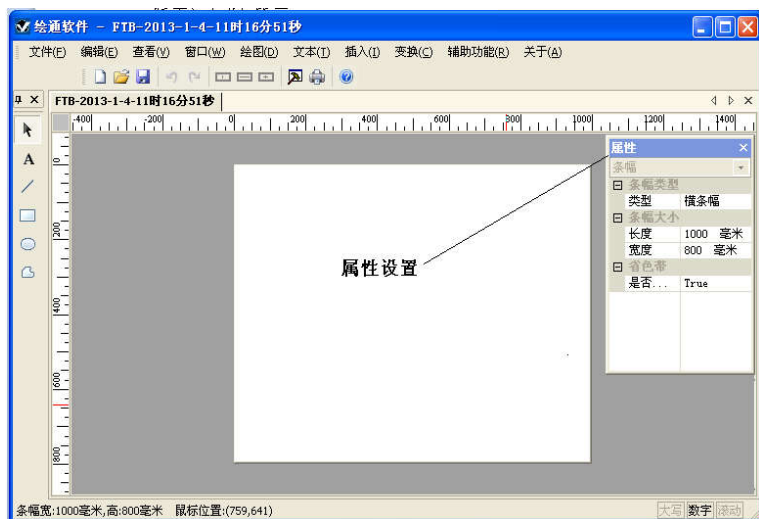 绘通软件 - FTB-2013-1-4-11时16分51秒
文件(F) 编辑(E) 查看(V) 窗口(W) 绘图(D) 文本(T) 插入(I) 变换(C) 辅助功能(R) 关于(A)
FTB-2013-1-4-11时16分51秒
-400 -200 0 200 400 600 800 1000 1200 1400
A
0
200
400
600
800
属性设置
属性
条幅
条幅类型
类型 横条幅
条幅大小
长度 1000 毫米
宽度 800 毫米
省色带
是否... True
条幅宽:1000毫米,高:800毫米 鼠标位置:(759,641)
大写 数字 滚动